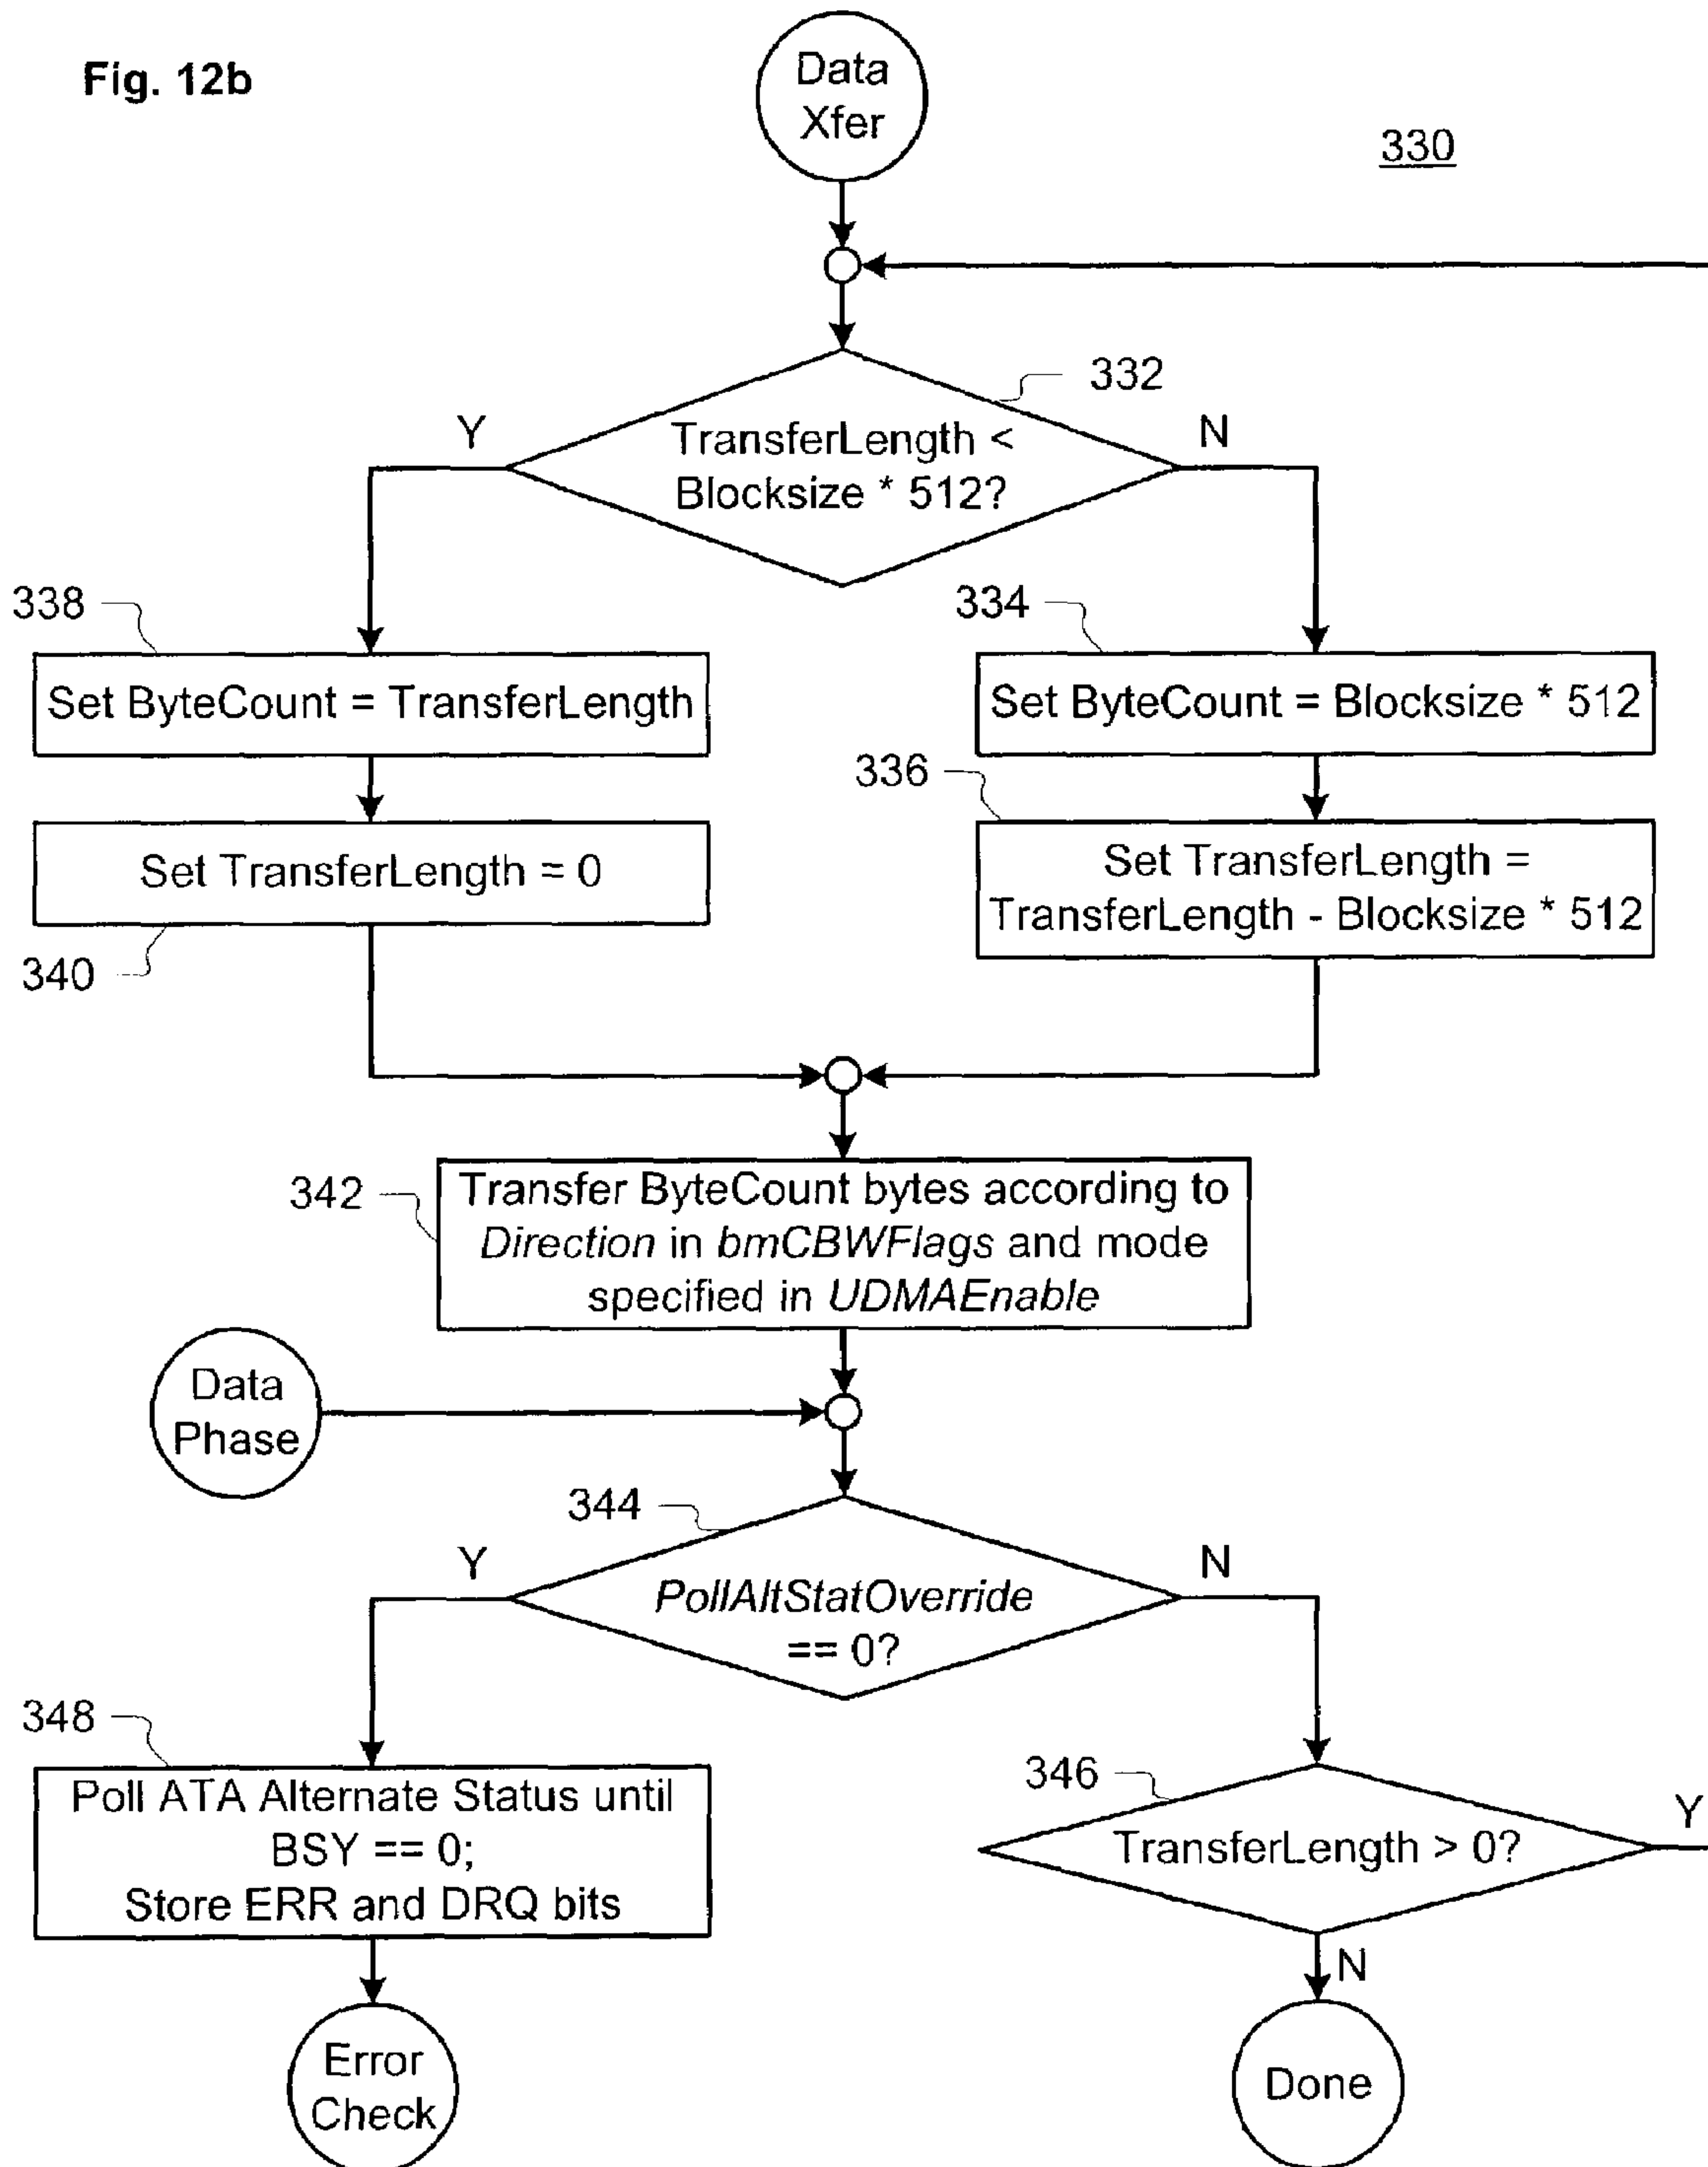 Fig. 12b
Data
Xfer
330
332
Y
TransferLength <
Blocksize * 512?
N
338
334
Set ByteCount = TransferLength
Set ByteCount = Blocksize * 512
336
Set TransferLength = 0
Set TransferLength =
TransferLength - Blocksize * 512
340
342
Transfer ByteCount bytes according to
Direction in bmCBWFlags and mode
specified in UDMAEnable
Data
Phase
344
Y
PollAltStatOverride
== 0?
N
348
Poll ATA Alternate Status until
BSY == 0;
Store ERR and DRQ bits
346
TransferLength > 0?
Y
N
Error
Check
Done